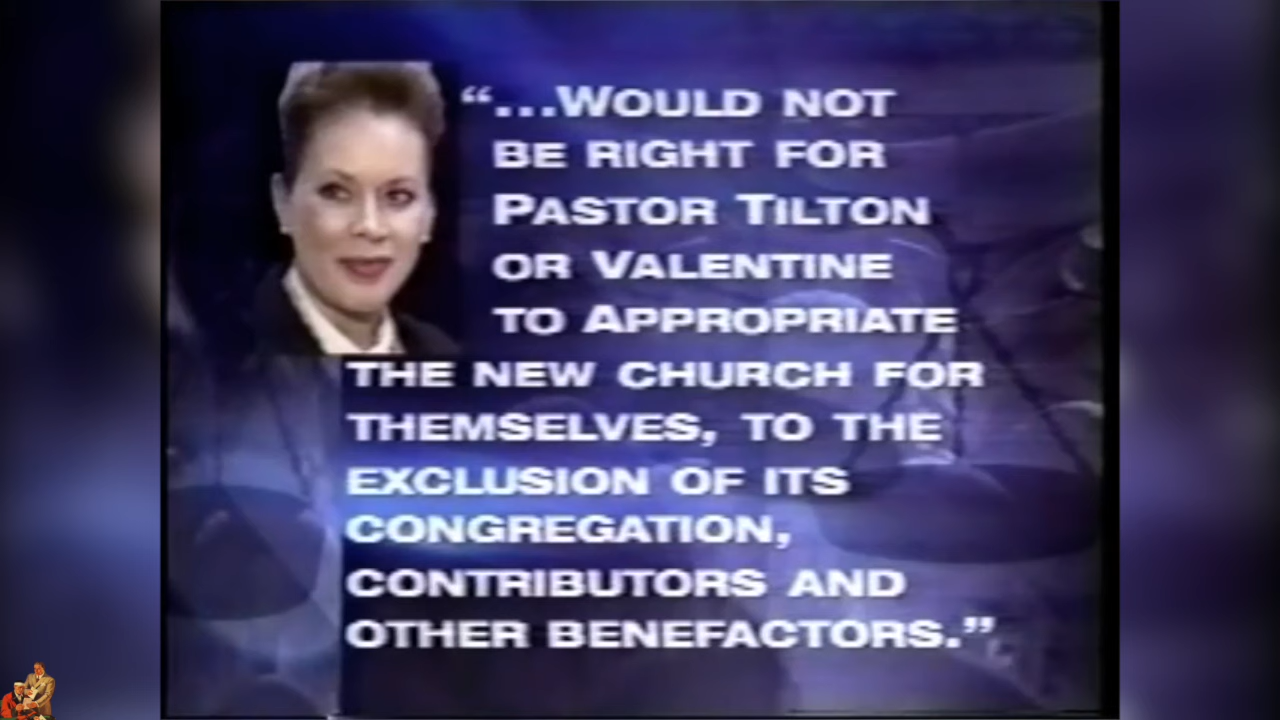 “...WOULD NOT
BE RIGHT FOR
PASTOR TILTON
OR VALENTINE
TO APPROPRIATE
THE NEW CHURCH FOR
THEMSELVES, TO THE
EXCLUSION OF ITS
CONGREGATION,
CONTRIBUTORS AND
OTHER BENEFACTORS.”